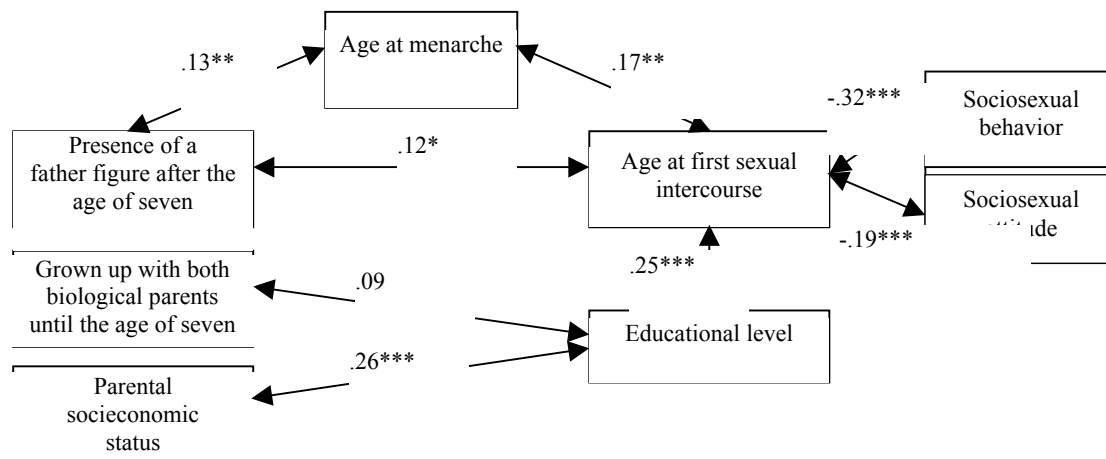 Age at menarche
.13**
.17**
-.32***
Sociosexual
behavior
Presence of a
father figure after the
age of seven
.12*
Age at first sexual
intercourse
Sociosexual
-.19***
Grown up with both
biological parents
until the age of seven
.09
.25***
Educational level
.26***
Parental
socieconomic
status